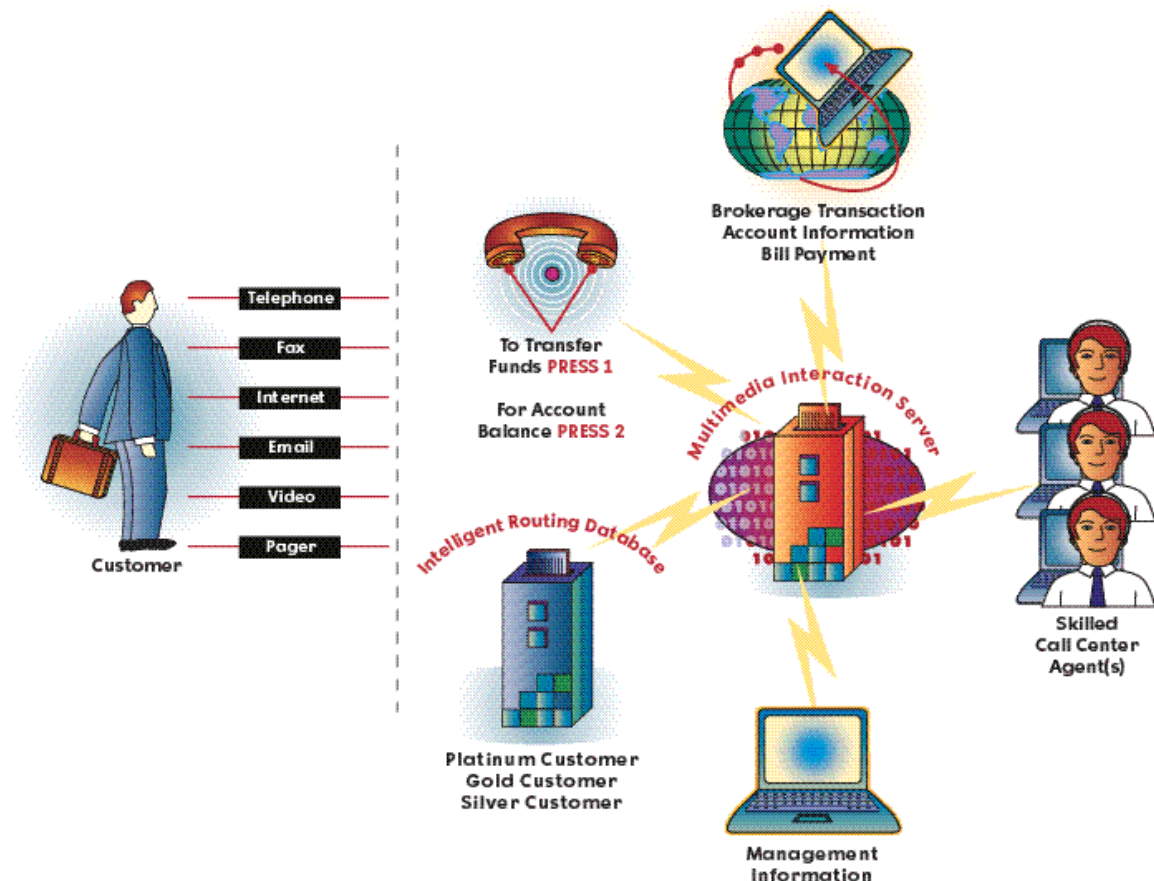 Brokerage Transaction
Account Information
Bill Payment
Telephone
Fax
Internet
Email
Video
Pager
Customer
To Transfer
Funds PRESS 1
For Account
Balance PRESS 2
Multimedia Interaction Server
Intelligent Routing Database
Platinum Customer
Gold Customer
Silver Customer
Skilled
Call Center
Agent(s)
Management
Information